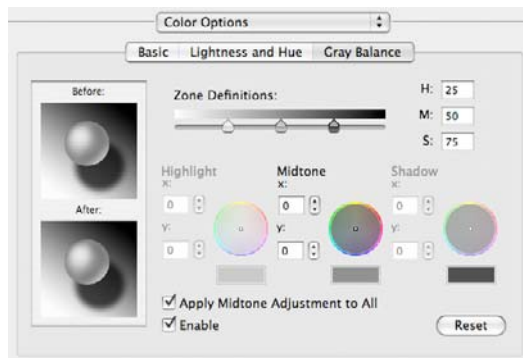 Color Options
Basic Lightness and Hue Gray Balance
Before:
After:
Zone Definitions:
H: 25
M: 50
S: 75
Highlight Midtone Shadow
x: x: x:
0 0 0
y: y: y:
0 0 0
Apply Midtone Adjustment to All
Enable
Reset